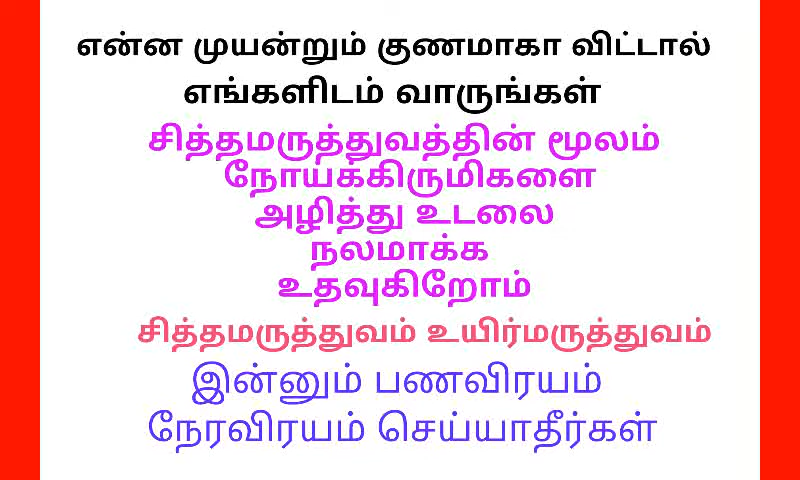 என்ன முயன்றும் குணமாகா விட்டால்
எங்களிடம் வாருங்கள்
சித்தமருத்துவத்தின் மூலம்
நோய்க்கிருமிகளை
அழித்து உடலை
நலமாக்க
உதவுகிறோம்
சித்தமருத்துவம் உயிர்மருத்துவம்
இன்னும் பணவிரயம்
நேரவிரயம் செய்யாதீர்கள்